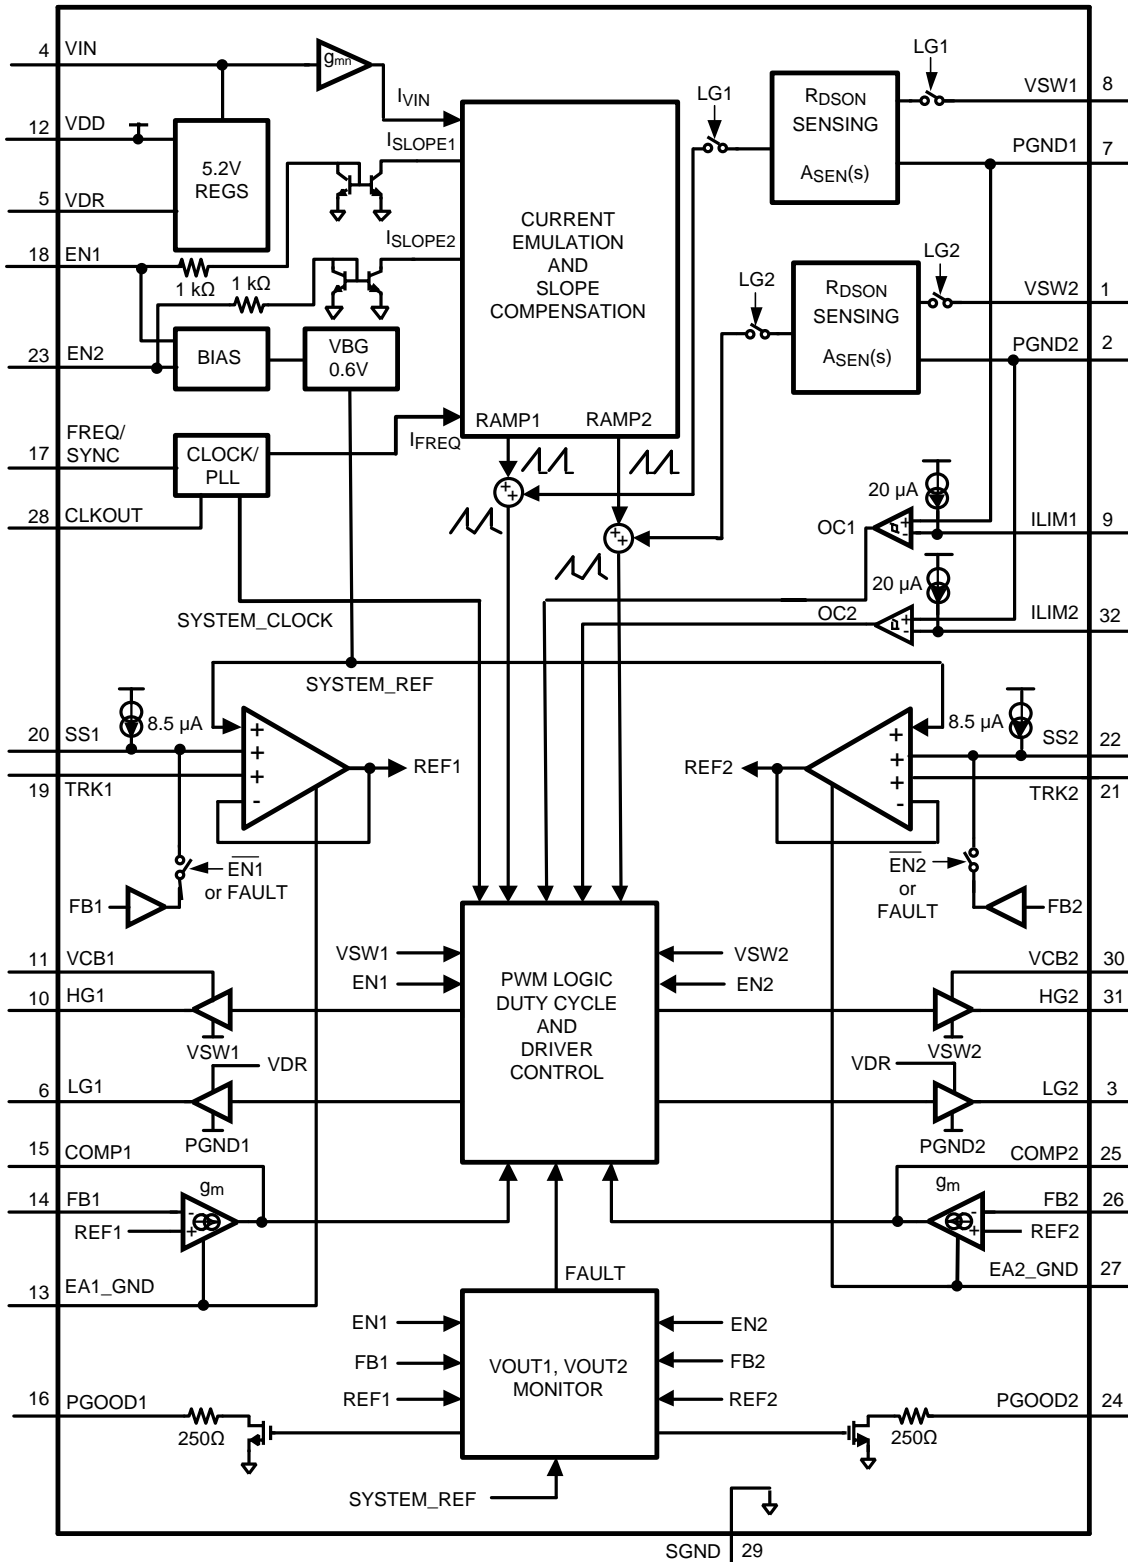 4 VIN
gmn
IVIN
12 VDD
5.2V
REGS
5 VDR
ISLOPE1
18 EN1
1 kΩ
1 kΩ
ISLOPE2
23 EN2
BIAS
VBG
0.6V
FREQ/
17 SYNC
CLOCK/
PLL
IFREQ
28 CLKOUT
CURRENT
EMULATION
AND
SLOPE
COMPENSATION
RAMP1
RAMP2
LG1
RDSON
SENSING
ASEN(s)
LG1
VSW1 8
PGND1 7
LG2
RDSON
SENSING
ASEN(s)
LG2
VSW2 1
PGND2 2
+
+
+
+
20 µA
OC1
+
-
ILIM1 9
20 µA
OC2
+
-
ILIM2 32
SYSTEM_CLOCK
SYSTEM_REF
8.5 µA
20 SS1
19 TRK1
+
+
+
-
REF1
EN1
or FAULT
FB1
8.5 µA
SS2 22
TRK2 21
+
+
+
-
REF2
EN2
or
FAULT
FB2
11 VCB1
10 HG1
VSW1
VDR
6 LG1
PGND1
VSW1
EN1
PWM LOGIC
DUTY CYCLE
AND
DRIVER
CONTROL
VSW2
EN2
VCB2 30
HG2 31
VSW2
VDR
LG2 3
PGND2
15 COMP1
gm
14 FB1
-
+
REF1
13 EA1_GND
COMP2 25
gm
FB2 26
-
+
REF2
EA2_GND 27
FAULT
EN1
FB1
REF1
VOUT1, VOUT2
MONITOR
EN2
FB2
REF2
16 PGOOD1
250Ω
PGOOD2 24
250Ω
SYSTEM_REF
SGND 29